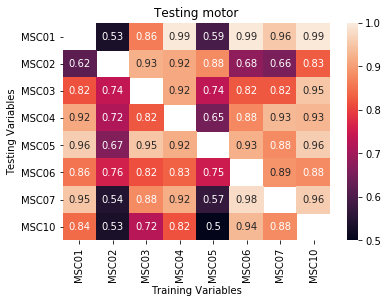 Testing motor
MSC01 0.53 0.86 0.99 0.59 0.99 0.96 0.99
MSC02 0.62 0.93 0.92 0.88 0.68 0.66 0.83
MSC03 0.82 0.74 0.92 0.74 0.82 0.82 0.95
MSC04 0.92 0.72 0.82 0.65 0.88 0.93 0.93
MSC05 0.96 0.67 0.95 0.92 0.93 0.88 0.96
MSC06 0.86 0.76 0.82 0.83 0.75 0.89 0.88
MSC07 0.95 0.54 0.88 0.92 0.57 0.98 0.96
MSC10 0.84 0.53 0.72 0.82 0.5 0.94 0.88
MSC01 MSC02 MSC03 MSC04 MSC05 MSC06 MSC07 MSC10
Training Variables
Testing Variables
1.0
0.9
0.8
0.7
0.6
0.5